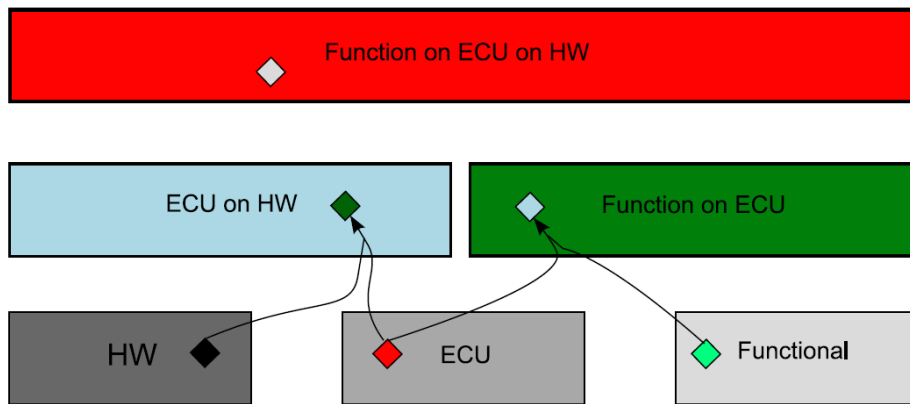 Function on ECU on HW
ECU on HW
Function on ECU
HW
ECU
Functional